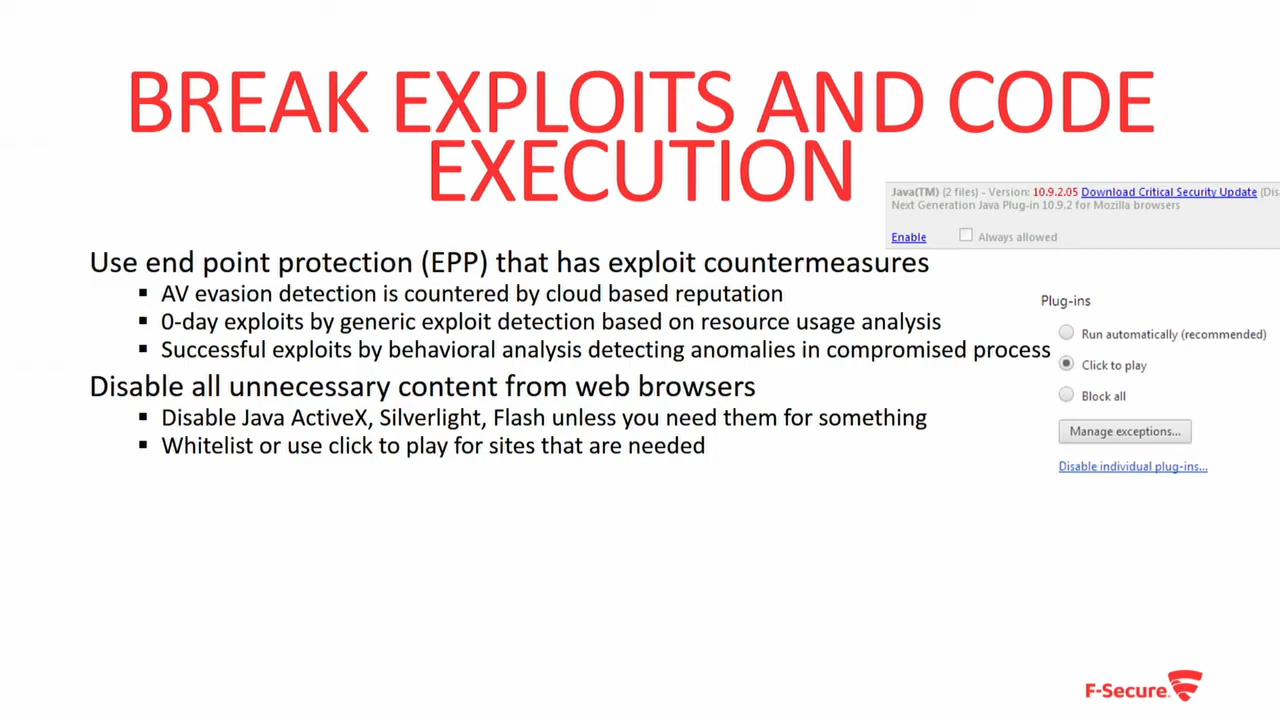 BREAK EXPLOITS AND CODE
EXECUTION
Java(TM) (2 files) - Version: 10.9.2.05 Download Critical Security Update (Dis
Next Generation Java Plug-in 10.9.2 for Mozilla browsers
Enable
Always allowed
Use end point protection (EPP) that has exploit countermeasures
▪ AV evasion detection is countered by cloud based reputation
▪ 0-day exploits by generic exploit detection based on resource usage analysis
▪ Successful exploits by behavioral analysis detecting anomalies in compromised process
Disable all unnecessary content from web browsers
▪ Disable Java ActiveX, Silverlight, Flash unless you need them for something
▪ Whitelist or use click to play for sites that are needed
Plug-ins
Run automatically (recommended)
Click to play
Block all
Manage exceptions...
Disable individual plug-ins...
F-Secure.